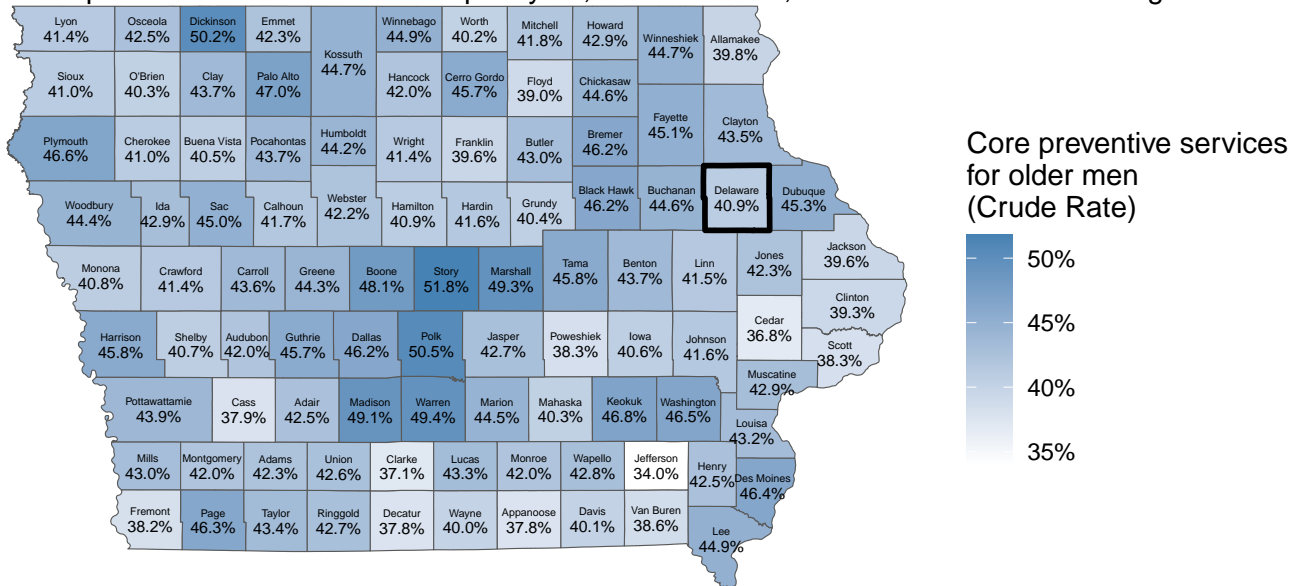 Lyon
41.4%
Osceola
42.5%
Dickinson
50.2%
Emmet
42.3%
Kossuth
44.7%
Winnebago
44.9%
Worth
40.2%
Mitchell
41.8%
Howard
42.9%
Winneshiek
44.7%
Allamakee
39.8%
Sioux
41.0%
O'Brien
40.3%
Clay
43.7%
Palo Alto
47.0%
Hancock
42.0%
Cerro Gordo
45.7%
Floyd
39.0%
Chickasaw
44.6%
Fayette
45.1%
Clayton
43.5%
Plymouth
46.6%
Cherokee
41.0%
Buena Vista
40.5%
Pocahontas
43.7%
Humboldt
44.2%
Wright
41.4%
Franklin
39.6%
Butler
43.0%
Bremer
46.2%
Woodbury
44.4%
Ida
42.9%
Sac
45.0%
Calhoun
41.7%
Webster
42.2%
Hamilton
40.9%
Hardin
41.6%
Grundy
40.4%
Black Hawk
46.2%
Buchanan
44.6%
Delaware
40.9%
Dubuque
45.3%
Monona
40.8%
Crawford
41.4%
Carroll
43.6%
Greene
44.3%
Boone
48.1%
Story
51.8%
Marshall
49.3%
Tama
45.8%
Benton
43.7%
Linn
41.5%
Jones
42.3%
Jackson
39.6%
Clinton
39.3%
Harrison
45.8%
Shelby
40.7%
Audubon
42.0%
Guthrie
45.7%
Dallas
46.2%
Polk
50.5%
Jasper
42.7%
Poweshiek
38.3%
Iowa
40.6%
Johnson
41.6%
Cedar
36.8%
Scott
38.3%
Muscatine
42.9%
Pottawattamie
43.9%
Cass
37.9%
Adair
42.5%
Madison
49.1%
Warren
49.4%
Marion
44.5%
Mahaska
40.3%
Keokuk
46.8%
Washington
46.5%
Louisa
43.2%
Mills
43.0%
Montgomery
42.0%
Adams
42.3%
Union
42.6%
Clarke
37.1%
Lucas
43.3%
Monroe
42.0%
Wapello
42.8%
Jefferson
34.0%
Henry
42.5%
Des Moines
46.4%
Fremont
38.2%
Page
46.3%
Taylor
43.4%
Ringgold
42.7%
Decatur
37.8%
Wayne
40.0%
Appanoose
37.8%
Davis
40.1%
Van Buren
38.6%
Lee
44.9%
Core preventive services
for older men
(Crude Rate)
50%
45%
40%
35%